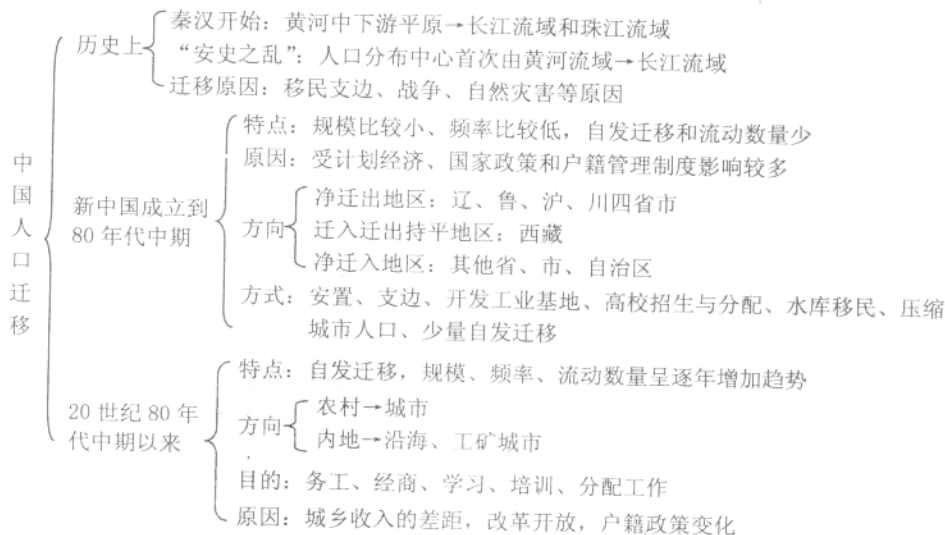 中国人口迁移
历史上
秦汉开始：黄河中下游平原→长江流域和珠江流域
“安史之乱”：人口分布中心首次由黄河流域→长江流域
迁移原因：移民支边、战争、自然灾害等原因
新中国成立到
80年代中期
特点：规模比较小、频率比较低，自发迁移和流动数量少
原因：受计划经济、国家政策和户籍管理制度影响较多
方向
净迁出地区：辽、鲁、沪、川四省市
迁入迁出持平地区：西藏
净迁入地区：其他省、市、自治区
方式：安置、支边、开发工业基地、高校招生与分配、水库移民、压缩
城市人口、少量自发迁移
20世纪80年
代中期以来
特点：自发迁移，规模、频率、流动数量呈逐年增加趋势
方向
农村→城市
内地→沿海、工矿城市
目的：务工、经商、学习、培训、分配工作
原因：城乡收入的差距，改革开放，户籍政策变化